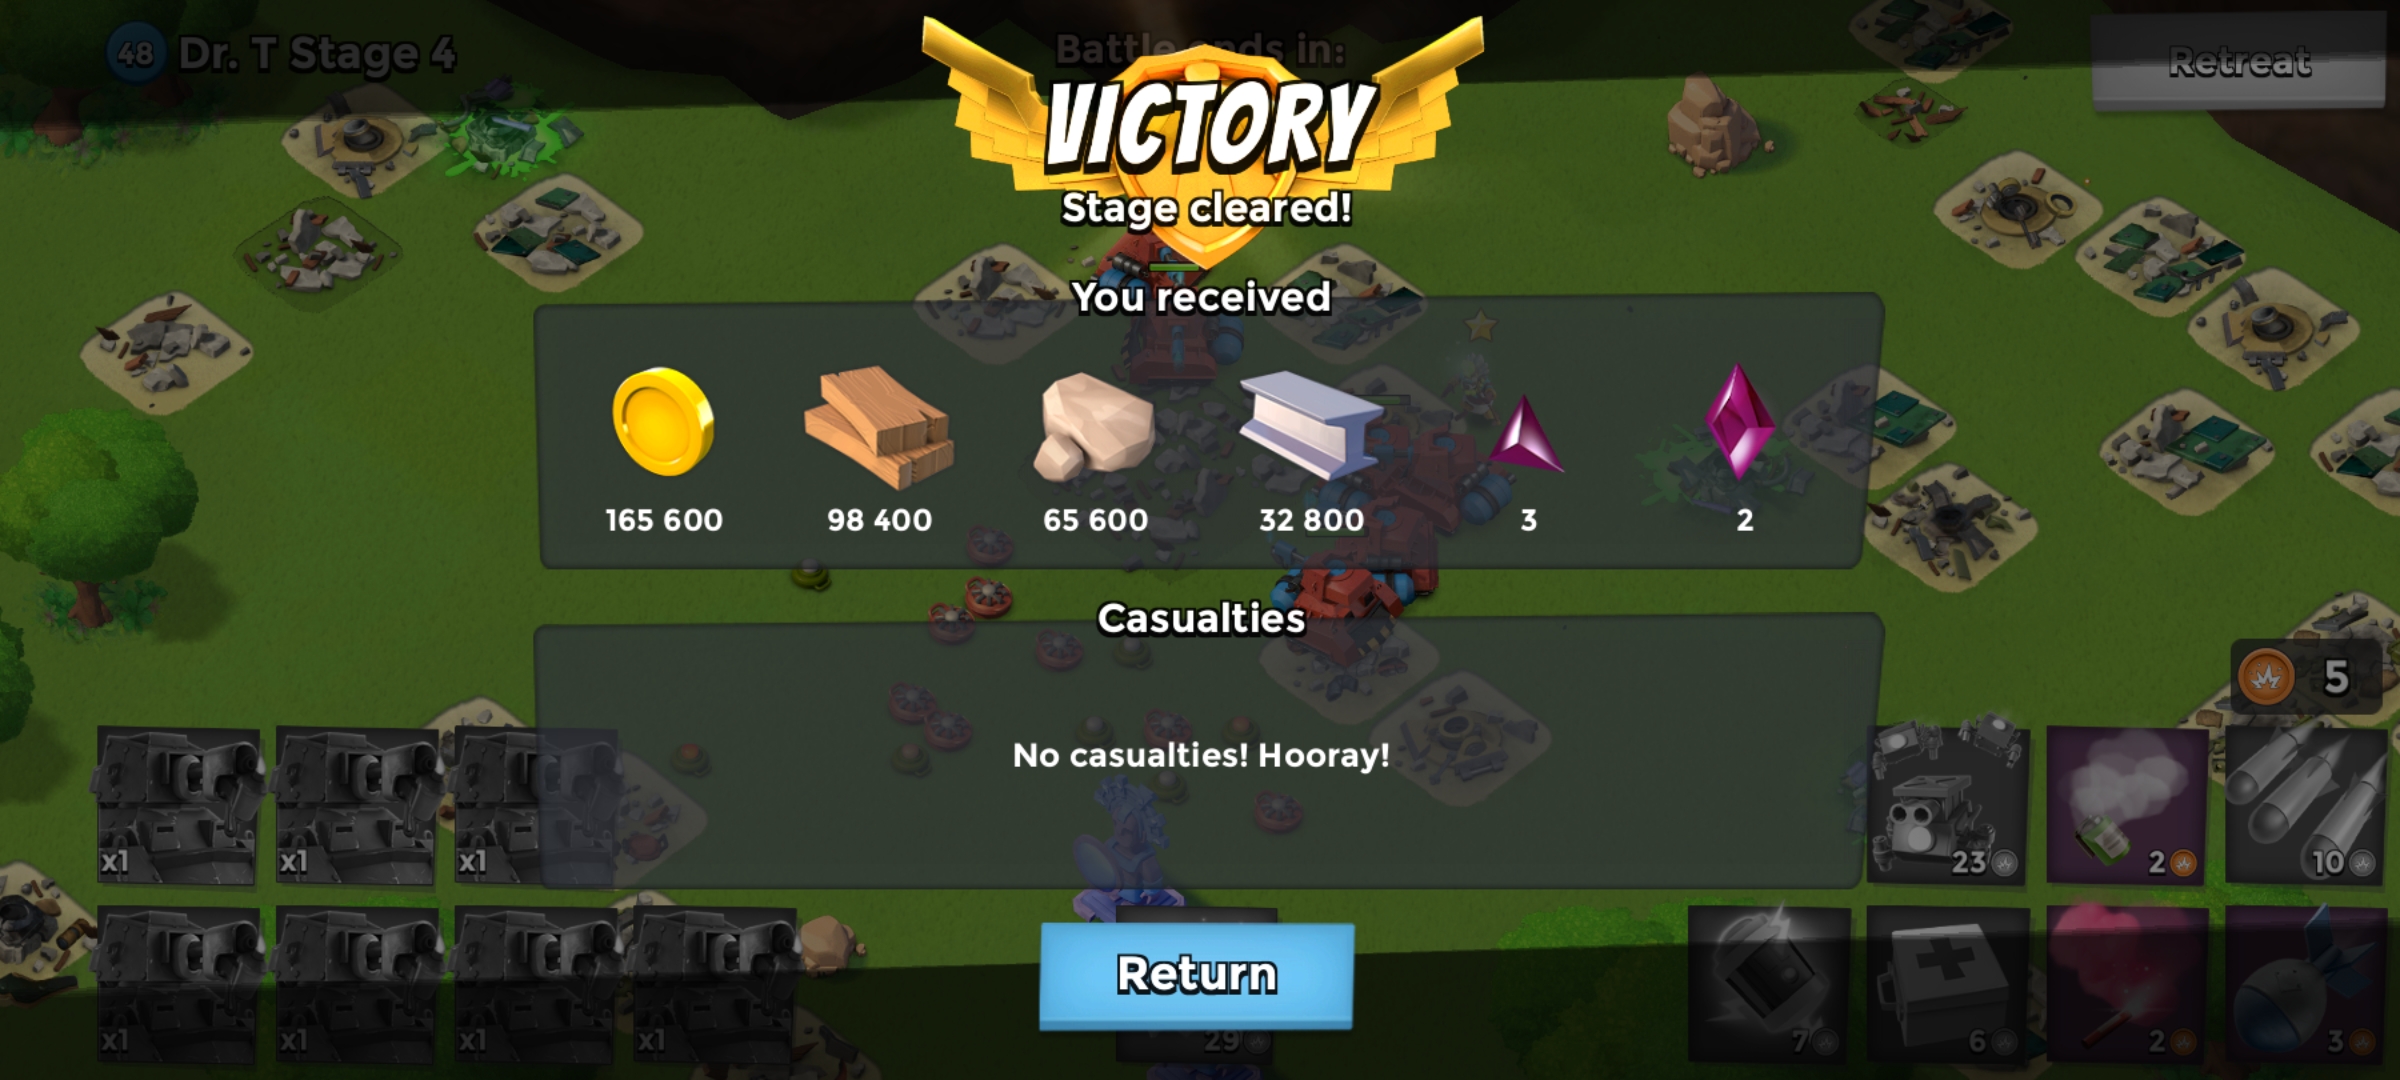 48 Dr. T Stage 4
Battle ends in:
Retreat
VICTORY
Stage cleared!
You received
165 600
98 400
65 600
32 800
3
2
Casualties
No casualties! Hooray!
5
x1
x1
x1
23
2
10
x1
x1
x1
x1
Return
29
7
6
2
3